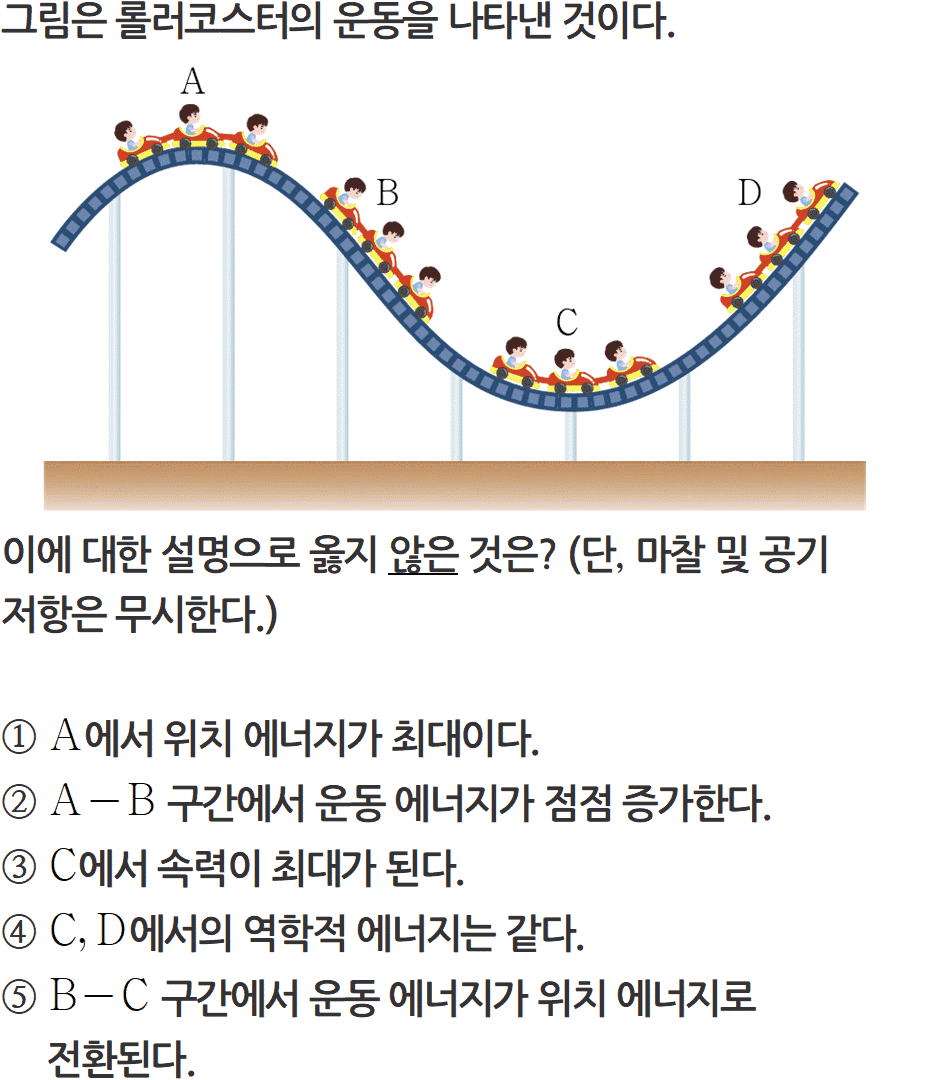 그림은 롤러코스터의 운동을 나타낸 것이다.
A
B
D
C
이에 대한 설명으로 옳지 않은 것은? (단, 마찰 및 공기
저항은 무시한다.)
① A에서 위치 에너지가 최대이다.
② A－B 구간에서 운동 에너지가 점점 증가한다.
③ C에서 속력이 최대가 된다.
④ C, D에서의 역학적 에너지는 같다.
⑤ B－C 구간에서 운동 에너지가 위치 에너지로
전환된다.